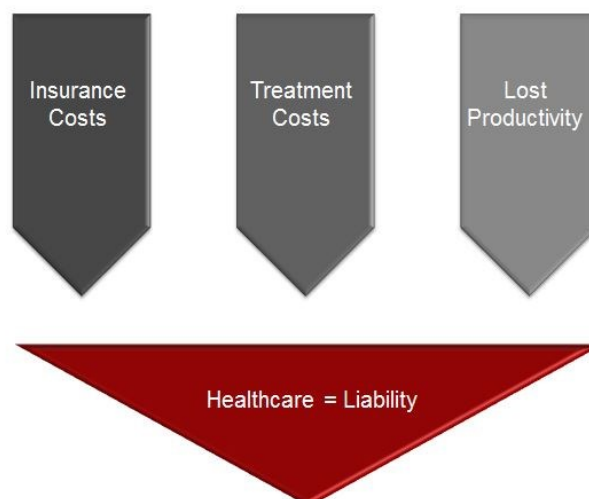 Insurance
Costs
Treatment
Costs
Lost
Productivity
Healthcare = Liability